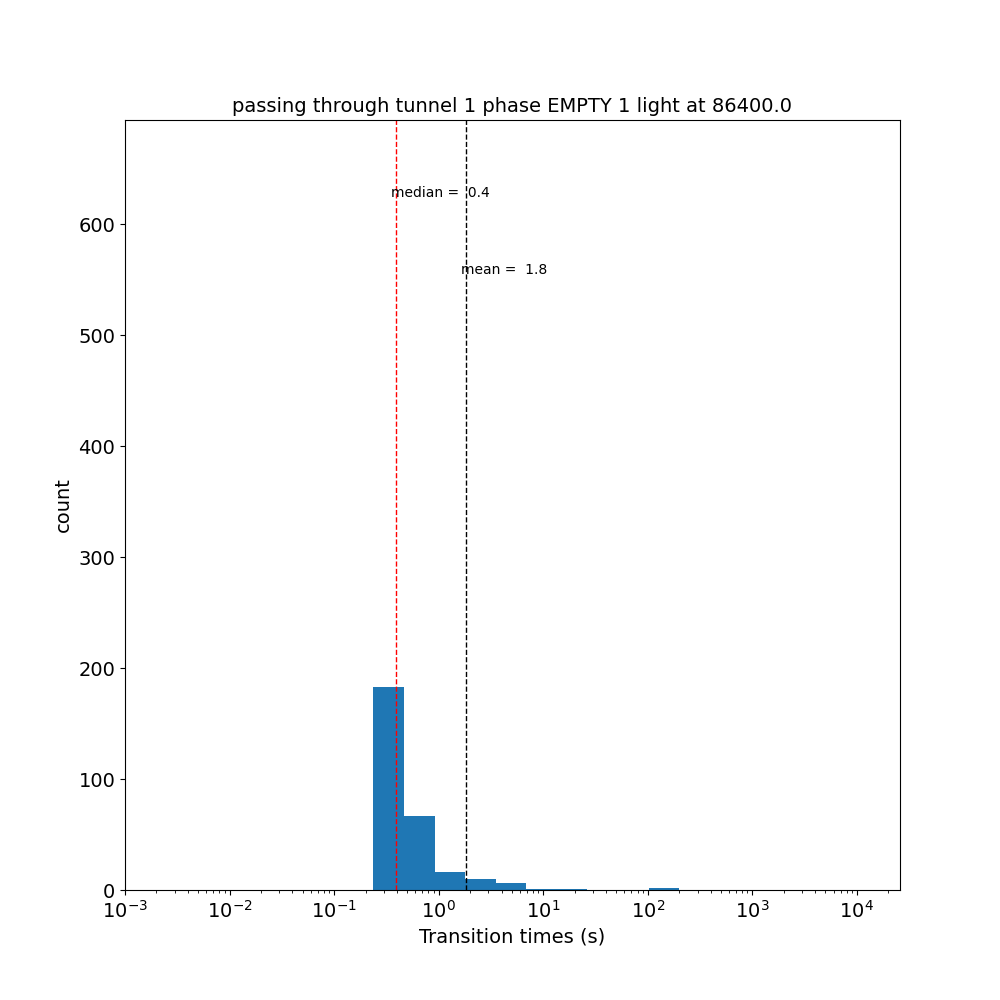 passing through tunnel 1 phase EMPTY 1 light at 86400.0
median =  0.4
mean =  1.8
count
600
500
400
300
200
100
0
10⁻³ 10⁻² 10⁻¹ 10⁰ 10¹ 10² 10³ 10⁴
Transition times (s)